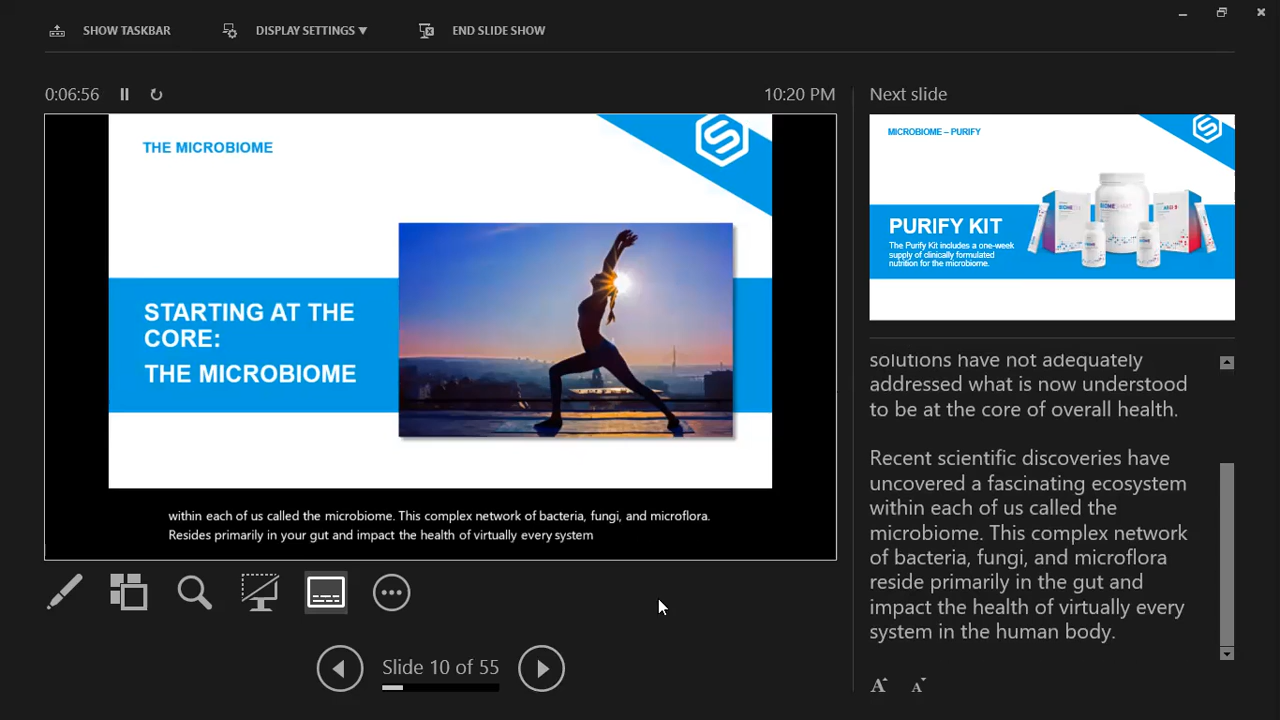 SHOW TASKBAR
DISPLAY SETTINGS ▼
END SLIDE SHOW
0:06:56
10:20 PM
THE MICROBIOME
STARTING AT THE
CORE:
THE MICROBIOME
within each of us called the microbiome. This complex network of bacteria, fungi, and microflora.
Resides primarily in your gut and impact the health of virtually every system
Slide 10 of 55
Next slide
MICROBIOME – PURIFY
PURIFY KIT
The Purify Kit includes a one-week
supply of clinically formulated
nutrition for the microbiome.
solutions have not adequately
addressed what is now understood
to be at the core of overall health.
Recent scientific discoveries have
uncovered a fascinating ecosystem
within each of us called the
microbiome. This complex network
of bacteria, fungi, and microflora
reside primarily in the gut and
impact the health of virtually every
system in the human body.
A A